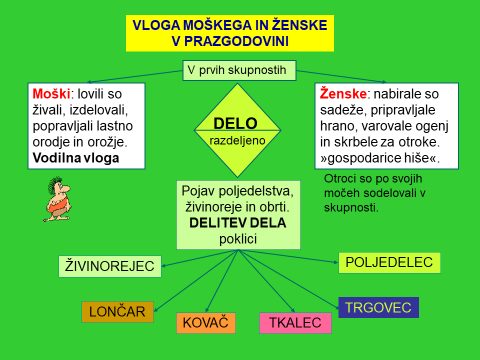 VLOGA MOŠKEGA IN ŽENSKE
V PRAZGODOVINI
V prvih skupnostih
Moški: lovili so
živali, izdelovali,
popravljali lastno
orodje in orožje.
Vodilna vloga
DELO
razdeljeno
Ženske: nabirale so
sadeže, pripravljale
hrano, varovale ogenj
in skrbele za otroke.
»gospodarice hiše«.
Otroci so po svojih
močeh sodelovali v
skupnosti.
Pojav poljedelstva,
živinoreje in obrti.
DELITEV DELA
poklici
ŽIVINOREJEC
POLJEDELEC
LONČAR
KOVAČ
TKALEC
TRGOVEC